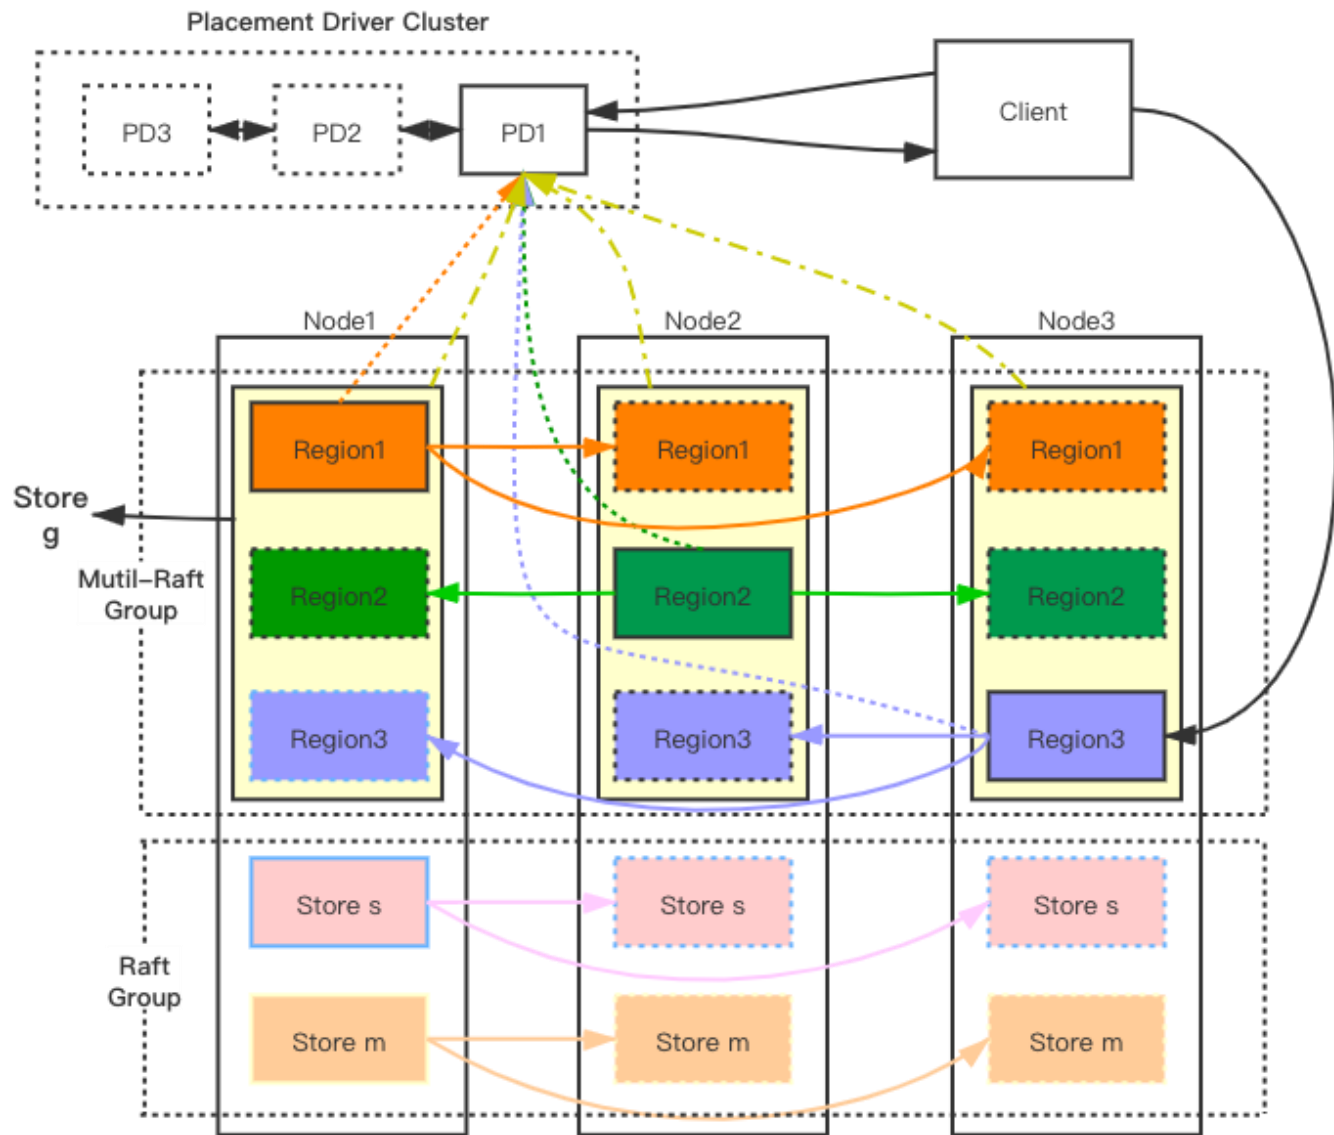 Placement Driver Cluster
PD3
PD2
PD1
Client
Node1
Node2
Node3
Region1
Region1
Region1
Store
g
Mutil-Raft
Group
Region2
Region2
Region2
Region3
Region3
Region3
Store s
Store s
Store s
Raft
Group
Store m
Store m
Store m